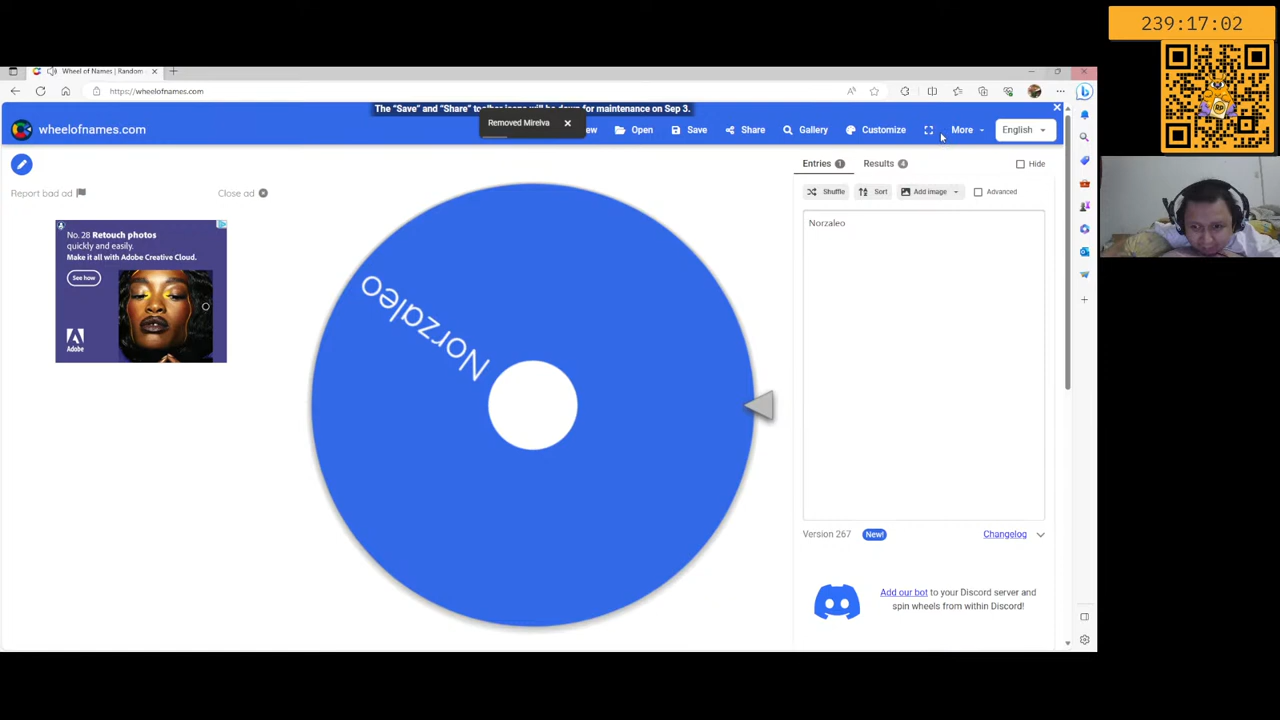 239:17:02
Wheel of Names | Random
https://wheelofnames.com
The “Save” and “Share” toolbar icons will be down for maintenance on Sep 3.
Removed Mirelva
wheelofnames.com
Open
Save
Share
Gallery
Customize
More
English
Report bad ad
Close ad
No. 28 Retouch photos
quickly and easily.
Make it all with Adobe Creative Cloud.
See how
Adobe
Norzaleo
Entries 1
Results 4
Hide
Shuffle
Sort
Add image
Advanced
Norzaleo
Version 267
New!
Changelog
Add our bot to your Discord server and
spin wheels from within Discord!